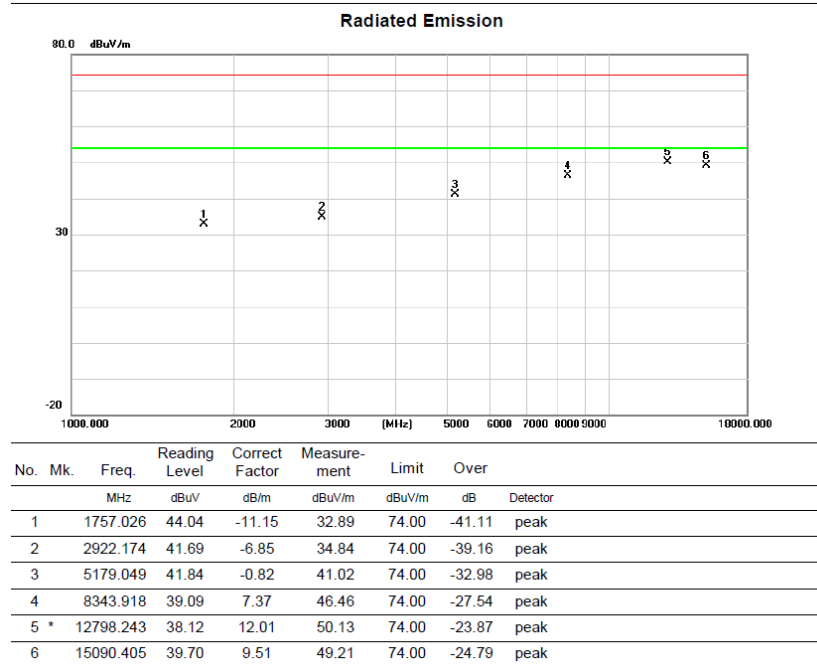 Radiated Emission
80.0 dBuV/m
1
2
3
4
5
6
30
-20
1000.000 2000 3000 (MHz) 5000 6000 7000 8000 9000 10000.000
No. Mk. Freq. Reading Level Correct Factor Measure-ment Limit Over
MHz dBuV dB/m dBuV/m dBuV/m dB Detector
1 1757.026 44.04 -11.15 32.89 74.00 -41.11 peak
2 2922.174 41.69 -6.85 34.84 74.00 -39.16 peak
3 5179.049 41.84 -0.82 41.02 74.00 -32.98 peak
4 8343.918 39.09 7.37 46.46 74.00 -27.54 peak
5 * 12798.243 38.12 12.01 50.13 74.00 -23.87 peak
6 15090.405 39.70 9.51 49.21 74.00 -24.79 peak